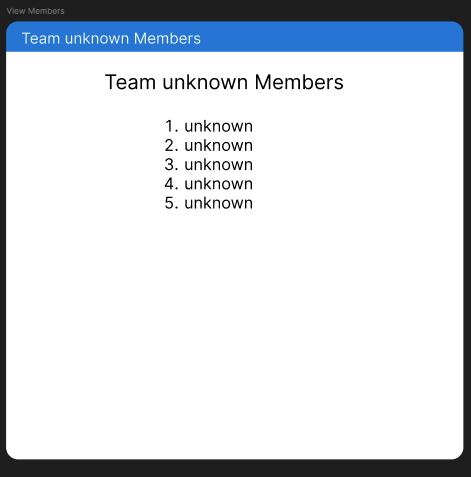 View Members
Team unknown Members
Team unknown Members
1. unknown
2. unknown
3. unknown
4. unknown
5. unknown